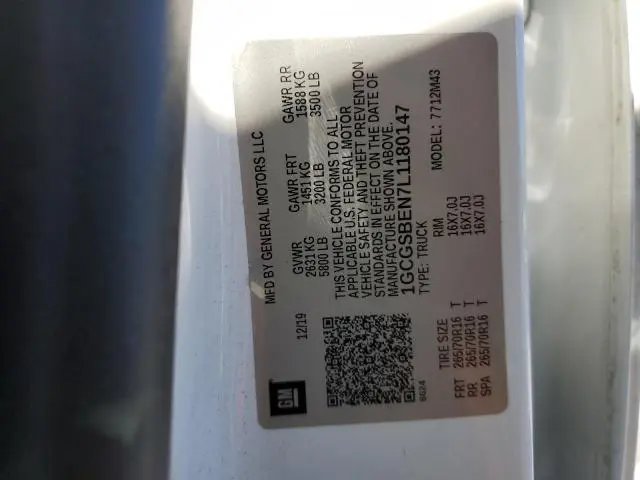 GM
12/19
MFD BY GENERAL MOTORS LLC
GVWR GAWR FRT GAWR RR
2631 KG 1451 KG 1588 KG
5800 LB 3200 LB 3500 LB
THIS VEHICLE CONFORMS TO ALL
APPLICABLE U.S. FEDERAL MOTOR
VEHICLE SAFETY AND THEFT PREVENTION
STANDARDS IN EFFECT ON THE DATE OF
MANUFACTURE SHOWN ABOVE.
1GCGSBEN7L1180147
TYPE: TRUCK MODEL: 7712M43
6624
TIRE SIZE RIM
FRT 265/70R16 T 16X7.0J
RR 265/70R16 T 16X7.0J
SPA 265/70R16 T 16X7.0J